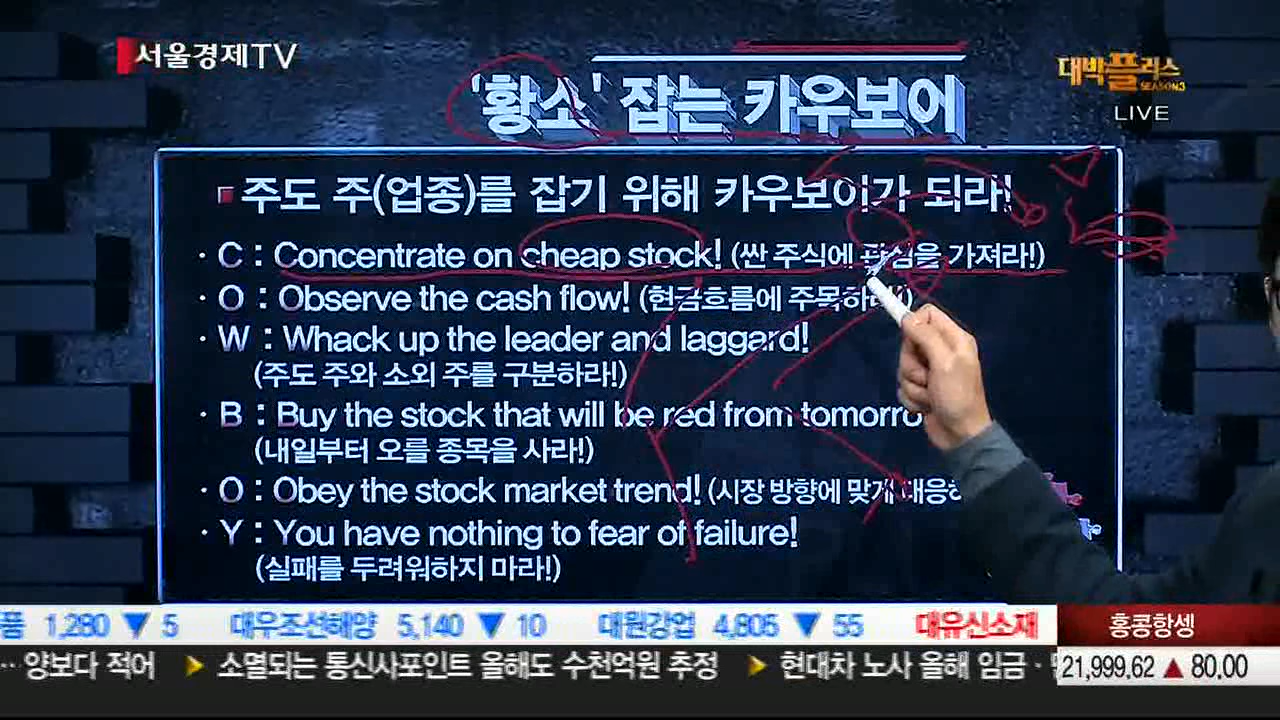 서울경제TV
대박플러스
SEASON3
LIVE
'황소' 잡는 카우보이
주도 주(업종)를 잡기 위해 카우보이가 되라!
· C : Concentrate on cheap stock! (싼 주식에 관심을 가져라!)
· O : Observe the cash flow! (현금흐름에 주목하라!)
· W : Whack up the leader and laggard!
(주도 주와 소외 주를 구분하라!)
· B : Buy the stock that will be red from tomorro
(내일부터 오를 종목을 사라!)
· O : Obey the stock market trend! (시장 방향에 맞게 대응하
· Y : You have nothing to fear of failure!
(실패를 두려워하지 마라!)
품 1,280 ▼ 5 대우조선해양 5,140 ▼ 10 대원강업 4,805 ▼ 55 대유신소재
홍콩항셍
‥양보다 적어 ▶ 소멸되는 통신사포인트 올해도 수천억원 추정 ▶ 현대차 노사 올해 임금·
21,999.62 ▲ 80.00